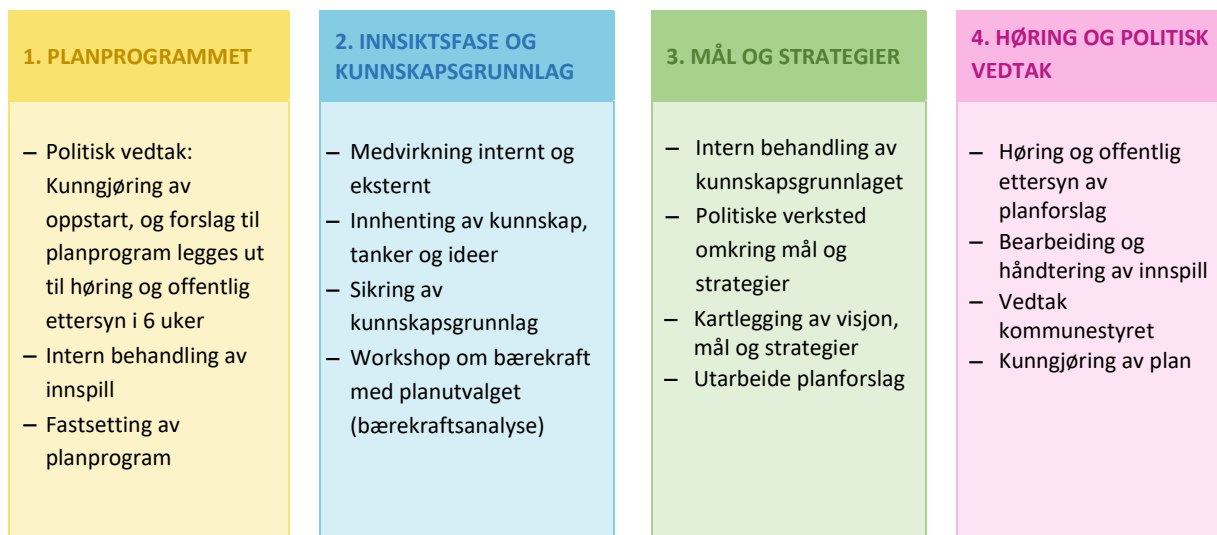 1. PLANPROGRAMMET
– Politisk vedtak:
Kunngjøring av
oppstart, og forslag til
planprogram legges ut
til høring og offentlig
ettersyn i 6 uker
– Intern behandling av
innspill
– Fastsetting av
planprogram
2. INNSIKTSFASE OG
KUNNSKAPSGRUNNLAG
– Medvirkning internt og
eksternt
– Innhenting av kunnskap,
tanker og ideer
– Sikring av
kunnskapsgrunnlag
– Workshop om bærekraft
med planutvalget
(bærekraftsanalyse)
3. MÅL OG STRATEGIER
– Intern behandling av
kunnskapsgrunnlaget
– Politiske verksted
omkring mål og
strategier
– Kartlegging av visjon,
mål og strategier
– Utarbeide planforslag
4. HØRING OG POLITISK
VEDTAK
– Høring og offentlig
ettersyn av
planforslag
– Bearbeiding og
håndtering av innspill
– Vedtak
kommunestyret
– Kunngjøring av plan